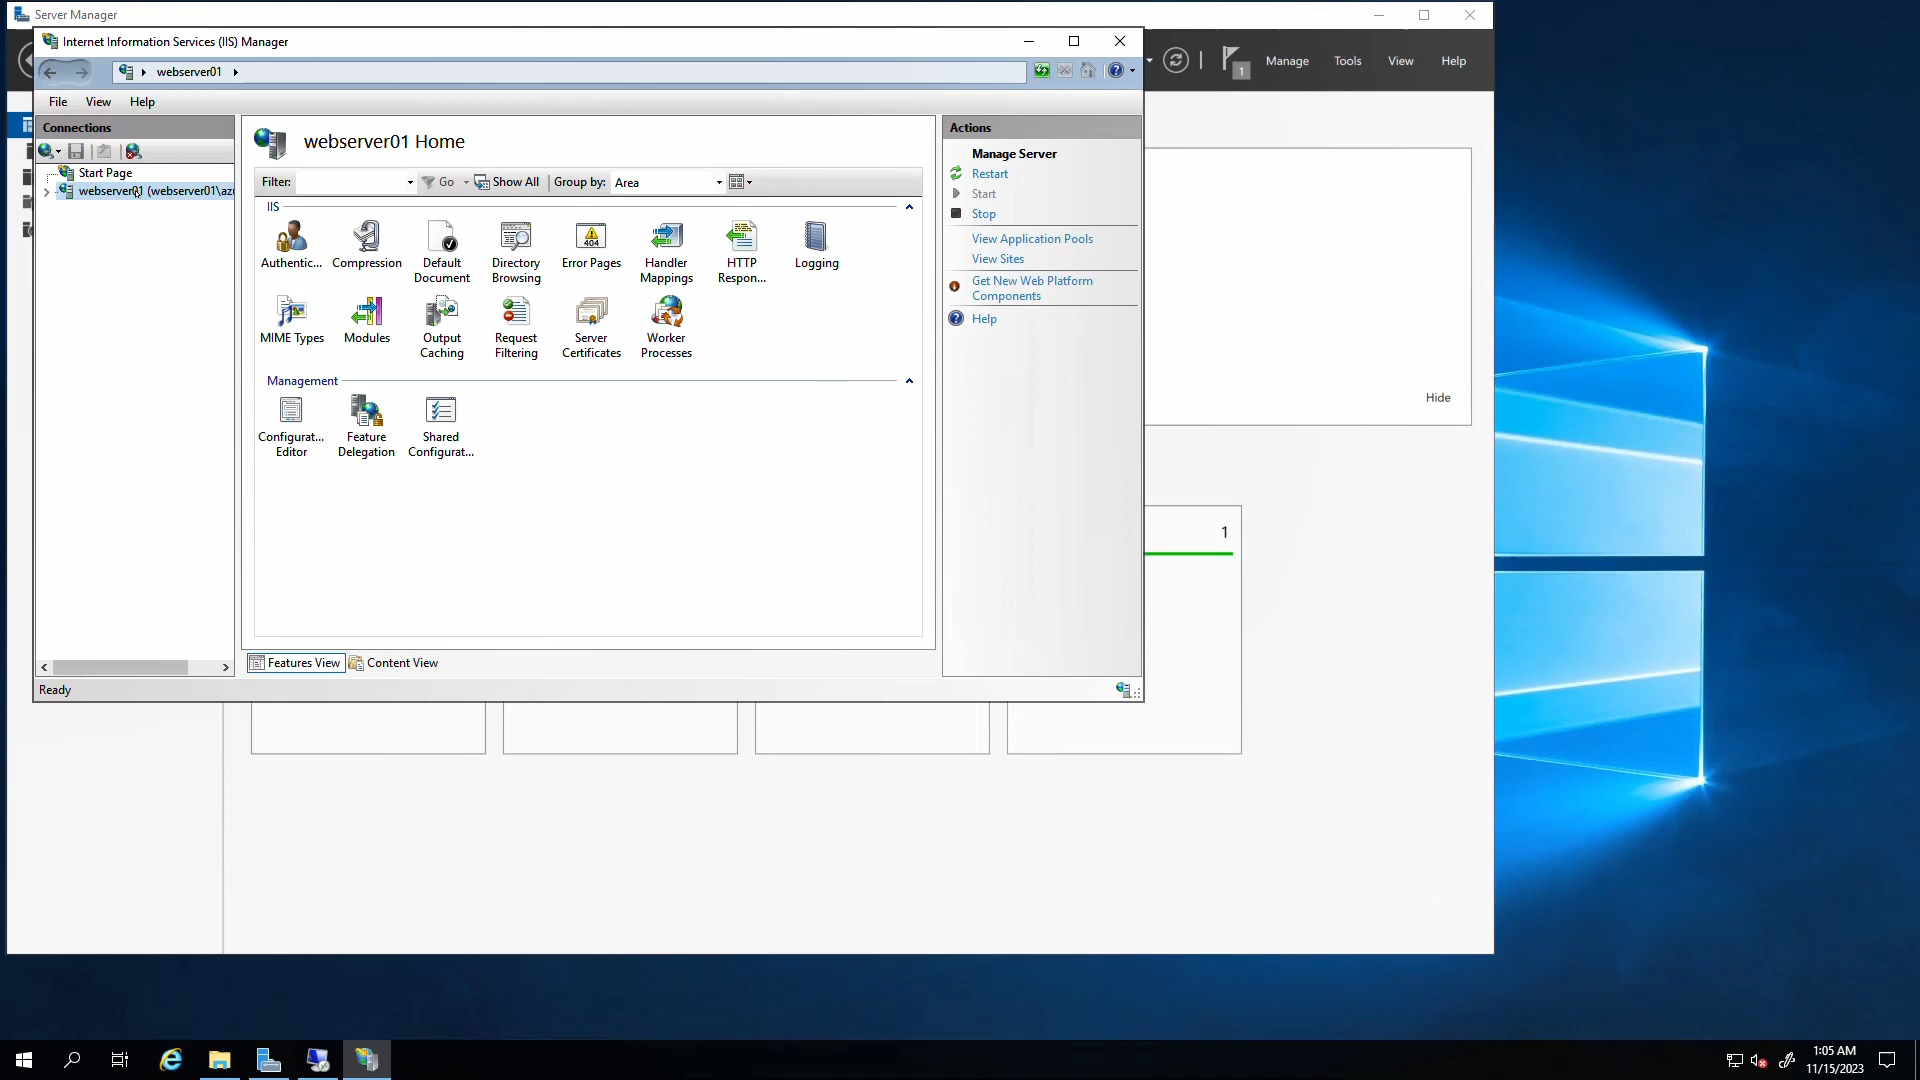 Server Manager
Internet Information Services (IIS) Manager
webserver01
1
Manage
Tools
View
Help
File
View
Help
Connections
Start Page
webserver01 (webserver01\azu
webserver01 Home
Filter:
Go
Show All
Group by:
Area
IIS
Authentic...
Compression
Default
Document
Directory
Browsing
Error Pages
404
Handler
Mappings
HTTP
Respon...
Logging
MIME Types
Modules
Output
Caching
Request
Filtering
Server
Certificates
Worker
Processes
Management
Configurat...
Editor
Feature
Delegation
Shared
Configurat...
Features View
Content View
Ready
Actions
Manage Server
Restart
Start
Stop
View Application Pools
View Sites
Get New Web Platform
Components
Help
Hide
1
1:05 AM
11/15/2023